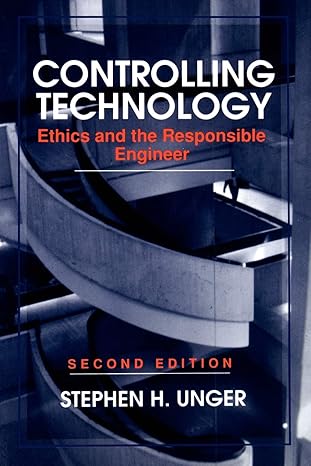 CONTROLLING
TECHNOLOGY
Ethics and the Responsible
Engineer
SECOND EDITION
STEPHEN H. UNGER